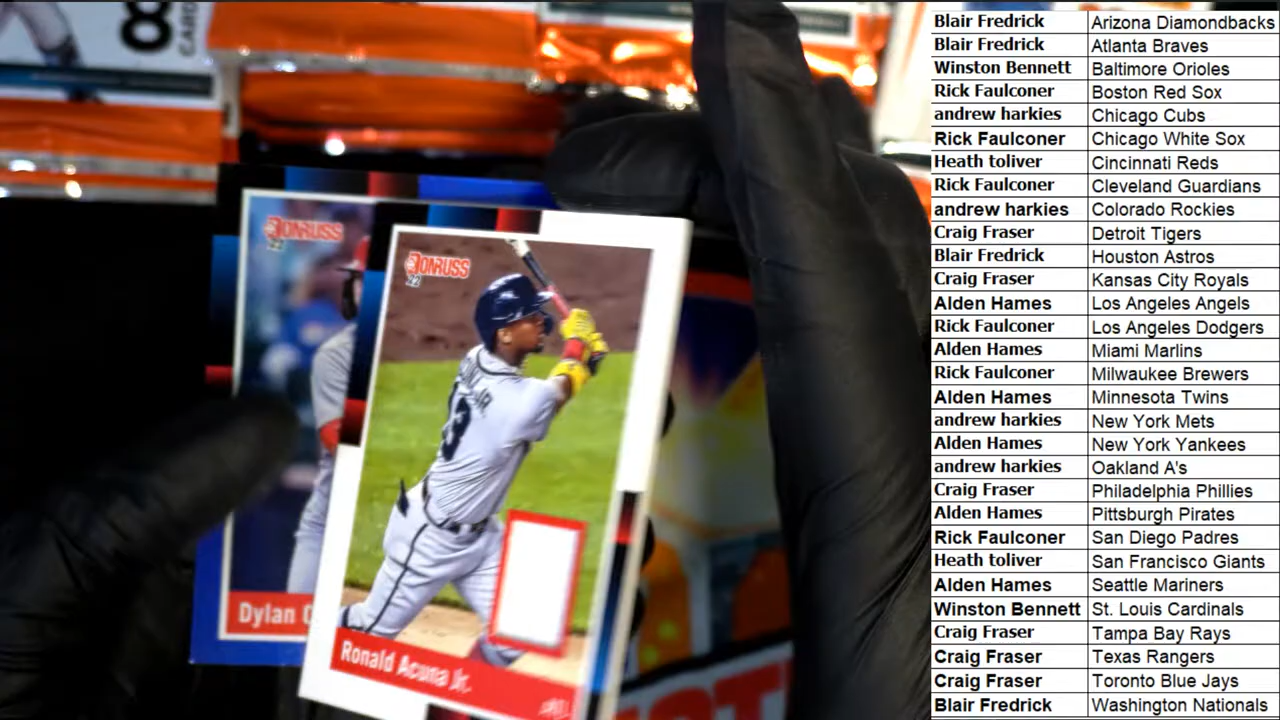 8
CARD
DONRUSS
22
DONRUSS
22
13
Dylan
Ronald Acuna Jr.
Blair Fredrick Arizona Diamondbacks
Blair Fredrick Atlanta Braves
Winston Bennett Baltimore Orioles
Rick Faulconer Boston Red Sox
andrew harkies Chicago Cubs
Rick Faulconer Chicago White Sox
Heath toliver Cincinnati Reds
Rick Faulconer Cleveland Guardians
andrew harkies Colorado Rockies
Craig Fraser Detroit Tigers
Blair Fredrick Houston Astros
Craig Fraser Kansas City Royals
Alden Hames Los Angeles Angels
Rick Faulconer Los Angeles Dodgers
Alden Hames Miami Marlins
Rick Faulconer Milwaukee Brewers
Alden Hames Minnesota Twins
andrew harkies New York Mets
Alden Hames New York Yankees
andrew harkies Oakland A's
Craig Fraser Philadelphia Phillies
Alden Hames Pittsburgh Pirates
Rick Faulconer San Diego Padres
Heath toliver San Francisco Giants
Alden Hames Seattle Mariners
Winston Bennett St. Louis Cardinals
Craig Fraser Tampa Bay Rays
Craig Fraser Texas Rangers
Craig Fraser Toronto Blue Jays
Blair Fredrick Washington Nationals